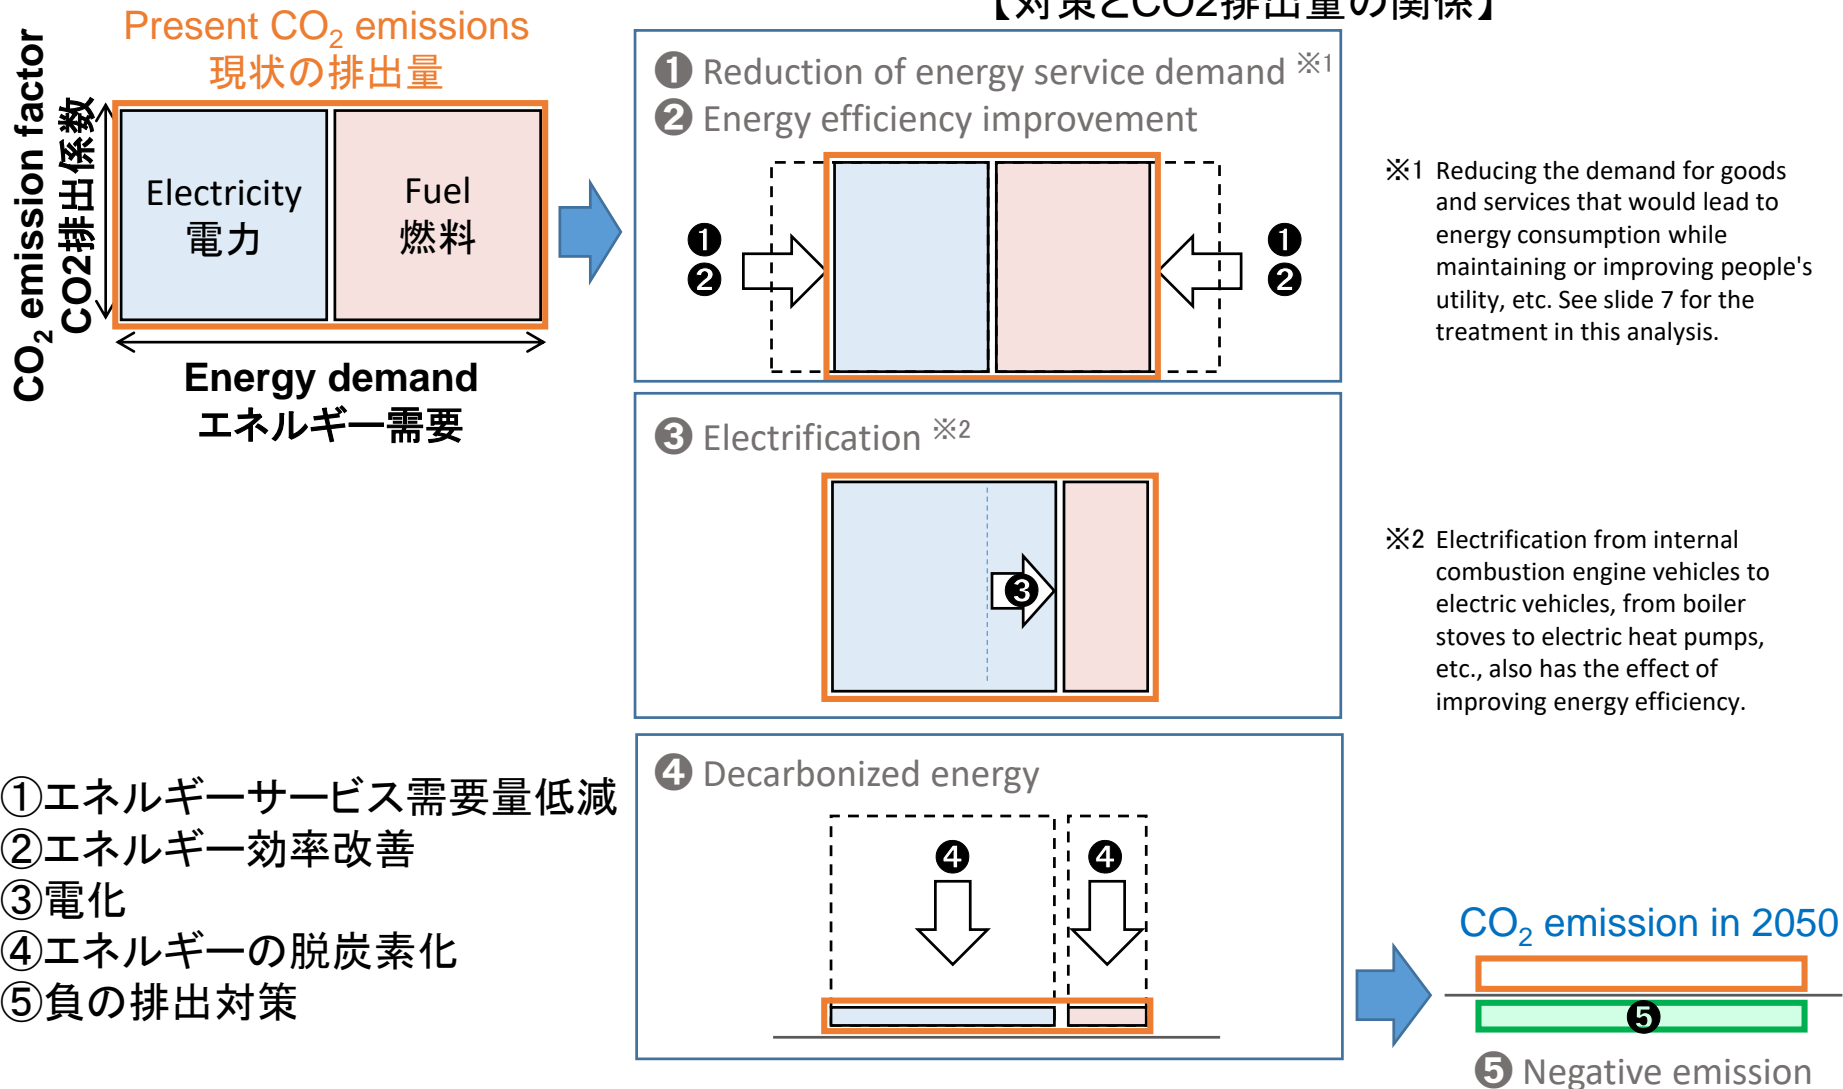 【対策とCO2排出量の関係】
Present CO₂ emissions
現状の排出量
CO₂ emission factor
CO2排出係数
Electricity
電力
Fuel
燃料
Energy demand
エネルギー需要
❶ Reduction of energy service demand ※1
❷ Energy efficiency improvement
❶
❷
❶
❷
※1 Reducing the demand for goods
and services that would lead to
energy consumption while
maintaining or improving people's
utility, etc. See slide 7 for the
treatment in this analysis.
❸ Electrification ※2
❸
※2 Electrification from internal
combustion engine vehicles to
electric vehicles, from boiler
stoves to electric heat pumps,
etc., also has the effect of
improving energy efficiency.
①エネルギーサービス需要量低減
②エネルギー効率改善
③電化
④エネルギーの脱炭素化
⑤負の排出対策
❹ Decarbonized energy
❹
❹
CO₂ emission in 2050
❺
❺ Negative emission